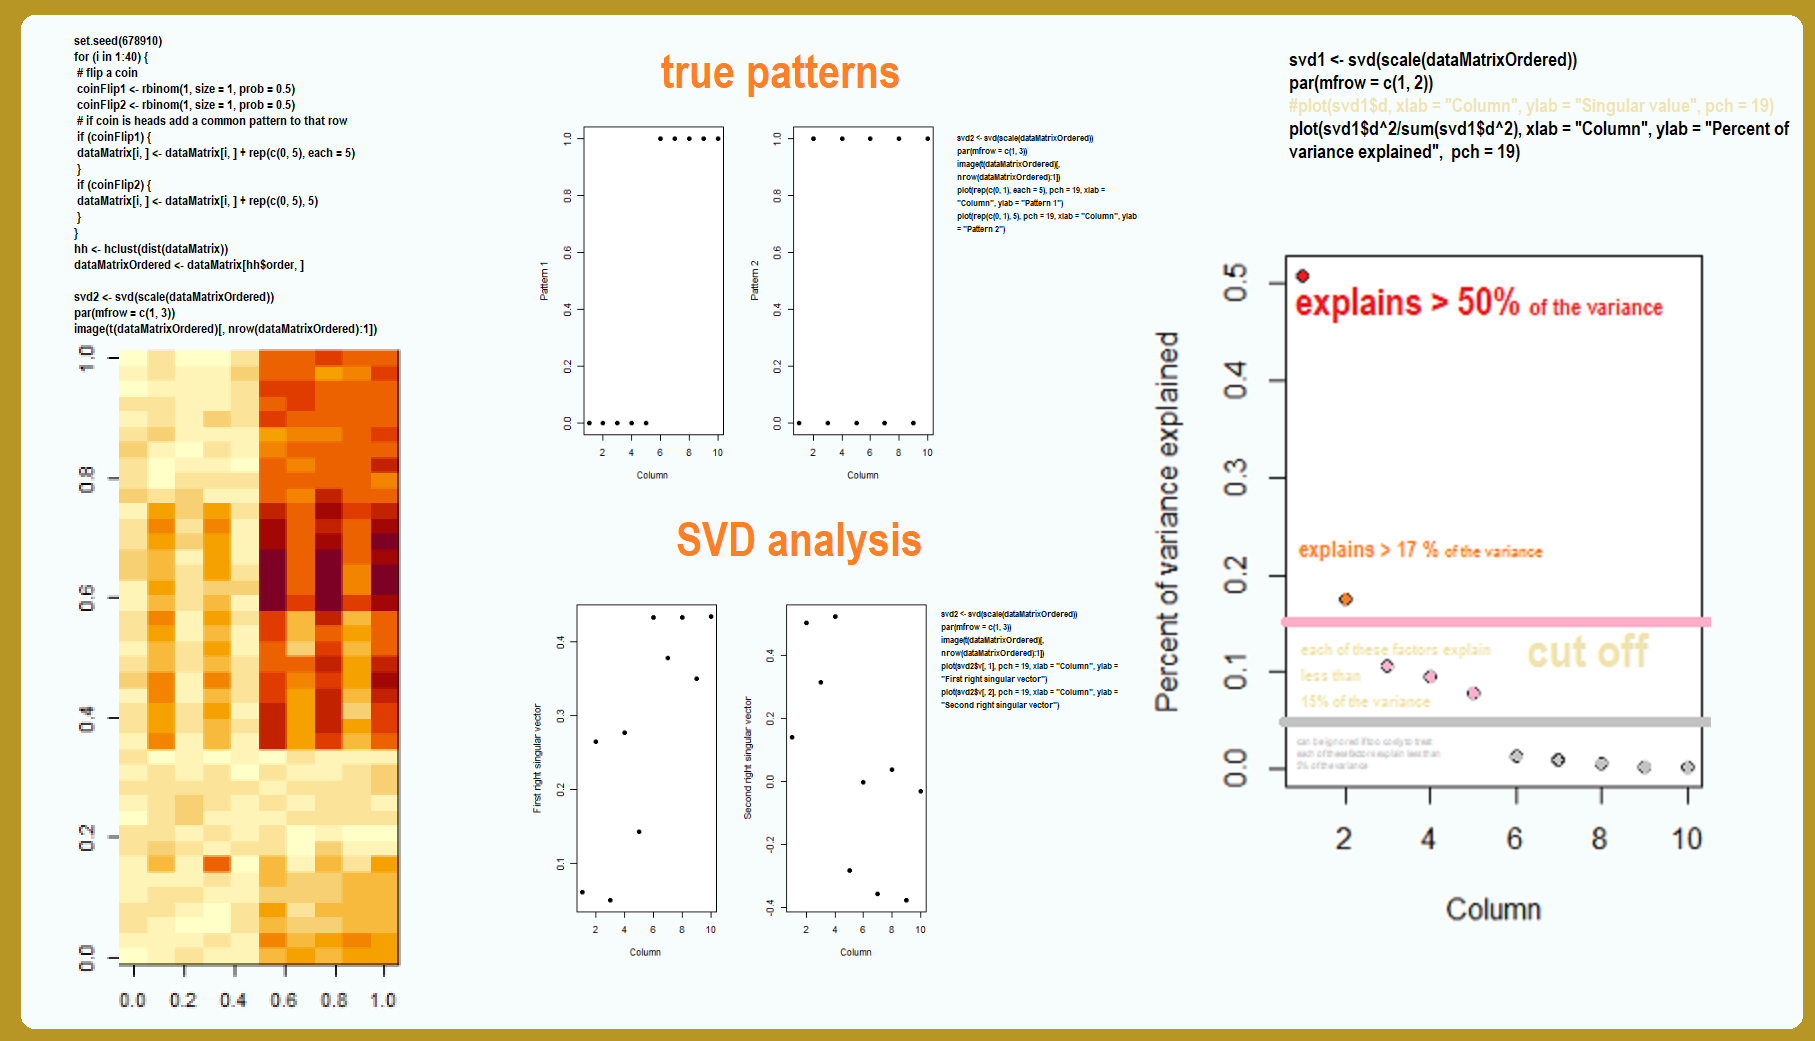 set.seed(678910)
for (i in 1:40) {
# flip a coin
coinFlip1 <- rbinom(1, size = 1, prob = 0.5)
coinFlip2 <- rbinom(1, size = 1, prob = 0.5)
# if coin is heads add a common pattern to that row
if (coinFlip1) {
dataMatrix[i, ] <- dataMatrix[i, ] + rep(c(0, 5), each = 5)
}
if (coinFlip2) {
dataMatrix[i, ] <- dataMatrix[i, ] + rep(c(0, 5), 5)
}
}
hh <- hclust(dist(dataMatrix))
dataMatrixOrdered <- dataMatrix[hh$order, ]
svd2 <- svd(scale(dataMatrixOrdered))
par(mfrow = c(1, 3))
image(t(dataMatrixOrdered)[, nrow(dataMatrixOrdered):1])
1.0
0.8
0.6
0.4
0.2
0.0
0.0 0.2 0.4 0.6 0.8 1.0
true patterns
Pattern 1
1.0
0.8
0.6
0.4
0.2
0.0
2 4 6 8 10
Column
Pattern 2
1.0
0.8
0.6
0.4
0.2
0.0
2 4 6 8 10
Column
svd2 <- svd(scale(dataMatrixOrdered))
par(mfrow = c(1, 3))
image(t(dataMatrixOrdered)[,
nrow(dataMatrixOrdered):1])
plot(rep(c(0, 1), each = 5), pch = 19, xlab =
"Column", ylab = "Pattern 1")
plot(rep(c(0, 1), 5), pch = 19, xlab = "Column", ylab
= "Pattern 2")
SVD analysis
First right singular vector
0.4
0.3
0.2
0.1
2 4 6 8 10
Column
Second right singular vector
0.4
0.2
0.0
-0.2
-0.4
2 4 6 8 10
Column
svd2 <- svd(scale(dataMatrixOrdered))
par(mfrow = c(1, 3))
image(t(dataMatrixOrdered)[,
nrow(dataMatrixOrdered):1])
plot(svd2$v[, 1], pch = 19, xlab = "Column", ylab =
"First right singular vector")
plot(svd2$v[, 2], pch = 19, xlab = "Column", ylab =
"Second right singular vector")
svd1 <- svd(scale(dataMatrixOrdered))
par(mfrow = c(1, 2))
#plot(svd1$d, xlab = "Column", ylab = "Singular value", pch = 19)
plot(svd1$d^2/sum(svd1$d^2), xlab = "Column", ylab = "Percent of
variance explained", pch = 19)
Percent of variance explained
0.5
0.4
0.3
0.2
0.1
0.0
explains > 50% of the variance
explains > 17 % of the variance
cut off
each of these factors explain
less than
15% of the variance
can be ignored if too costly to treat
each of these factors explain less than
5% of the variance
2 4 6 8 10
Column